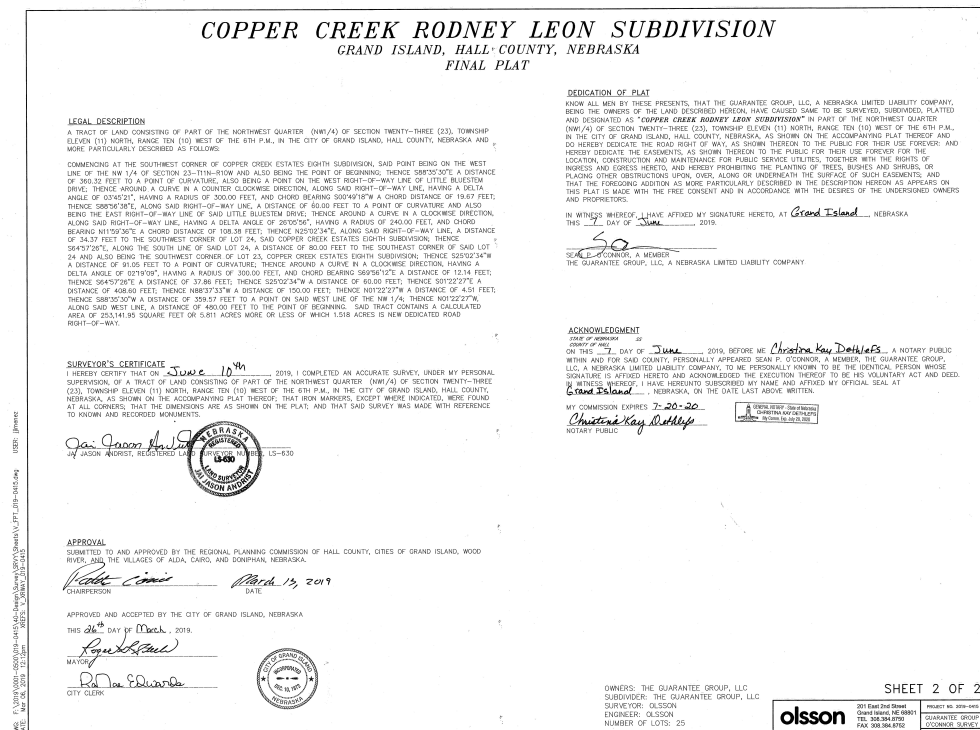 COPPER CREEK RODNEY LEON SUBDIVISION
GRAND ISLAND, HALL COUNTY, NEBRASKA
FINAL PLAT
LEGAL DESCRIPTION
A TRACT OF LAND CONSISTING OF PART OF THE NORTHWEST QUARTER (NW1/4) OF SECTION TWENTY-THREE (23), TOWNSHIP
ELEVEN (11) NORTH, RANGE TEN (10) WEST OF THE 6TH P.M., IN THE CITY OF GRAND ISLAND, HALL COUNTY, NEBRASKA AND
MORE PARTICULARLY DESCRIBED AS FOLLOWS:
COMMENCING AT THE SOUTHWEST CORNER OF COPPER CREEK ESTATES EIGHTH SUBDIVISION, SAID POINT BEING ON THE WEST
LINE OF THE NW 1/4 OF SECTION 23-T11N-R10W AND ALSO BEING THE POINT OF BEGINNING; THENCE S88°35'30"E A DISTANCE
OF 360.32 FEET TO A POINT OF CURVATURE, ALSO BEING A POINT ON THE WEST RIGHT-OF-WAY LINE OF LITTLE BLUESTEM
DRIVE; THENCE AROUND A CURVE IN A COUNTER CLOCKWISE DIRECTION, ALONG SAID RIGHT-OF-WAY LINE, HAVING A DELTA
ANGLE OF 03°45'21", HAVING A RADIUS OF 300.00 FEET, AND CHORD BEARING S00°49'18"W A CHORD DISTANCE OF 19.67 FEET;
THENCE S88°56'38"E, ALONG SAID RIGHT-OF-WAY LINE, A DISTANCE OF 60.00 FEET TO A POINT OF CURVATURE AND ALSO
BEING THE EAST RIGHT-OF-WAY LINE OF SAID LITTLE BLUESTEM DRIVE; THENCE AROUND A CURVE IN A CLOCKWISE DIRECTION,
ALONG SAID RIGHT-OF-WAY LINE, HAVING A DELTA ANGLE OF 26°05'56", HAVING A RADIUS OF 240.00 FEET, AND CHORD
BEARING N11°59'36"E A CHORD DISTANCE OF 108.38 FEET; THENCE N25°02'34"E, ALONG SAID RIGHT-OF-WAY LINE, A DISTANCE OF
34.37 FEET TO THE SOUTHWEST CORNER OF LOT 24, SAID COPPER CREEK ESTATES EIGHTH SUBDIVISION; THENCE
S64°57'26"E, ALONG THE SOUTH LINE OF SAID LOT 24, A DISTANCE OF 80.00 FEET TO THE SOUTHEAST CORNER OF SAID LOT
24 AND ALSO BEING THE SOUTHWEST CORNER OF LOT 23, COPPER CREEK ESTATES EIGHTH SUBDIVISION; THENCE S25°02'34"W
A DISTANCE OF 91.05 FEET TO A POINT OF CURVATURE; THENCE AROUND A CURVE IN A CLOCKWISE DIRECTION, HAVING A
DELTA ANGLE OF 02°19'09", HAVING A RADIUS OF 300.00 FEET, AND CHORD BEARING S69°56'12"E A DISTANCE OF 12.14 FEET;
THENCE S64°57'26"E A DISTANCE OF 37.86 FEET; THENCE S25°02'34"W A DISTANCE OF 60.00 FEET; THENCE S01°22'27"E A
DISTANCE OF 408.60 FEET; THENCE N88°37'33"W A DISTANCE OF 150.00 FEET; THENCE N01°22'27"W A DISTANCE OF 4.51 FEET;
THENCE S88°35'30"W A DISTANCE OF 359.57 FEET TO A POINT ON SAID WEST LINE OF THE NW 1/4; THENCE N01°22'27"W,
ALONG SAID WEST LINE, A DISTANCE OF 480.00 FEET TO THE POINT OF BEGINNING. SAID TRACT CONTAINS A CALCULATED
AREA OF 253,141.95 SQUARE FEET OR 5.811 ACRES MORE OR LESS OF WHICH 1.518 ACRES IS NEW DEDICATED ROAD
RIGHT-OF-WAY.
SURVEYOR'S CERTIFICATE
I HEREBY CERTIFY THAT ON June 10th, 2019, I COMPLETED AN ACCURATE SURVEY, UNDER MY PERSONAL
SUPERVISION, OF A TRACT OF LAND CONSISTING OF PART OF THE NORTHWEST QUARTER (NW1/4) OF SECTION TWENTY-THREE
(23), TOWNSHIP ELEVEN (11) NORTH, RANGE TEN (10) WEST OF THE 6TH P.M., IN THE CITY OF GRAND ISLAND, HALL COUNTY,
NEBRASKA, AS SHOWN ON THE ACCOMPANYING PLAT THEREOF; THAT IRON MARKERS, EXCEPT WHERE INDICATED, WERE FOUND
AT ALL CORNERS; THAT THE DIMENSIONS ARE AS SHOWN ON THE PLAT; AND THAT SAID SURVEY WAS MADE WITH REFERENCE
TO KNOWN AND RECORDED MONUMENTS.
Jai Jason Andrist
JAI JASON ANDRIST, REGISTERED LAND SURVEYOR NUMBER, LS-630
NEBRASKA
REGISTERED
LS-630
LAND SURVEYOR
JAI JASON ANDRIST
APPROVAL
SUBMITTED TO AND APPROVED BY THE REGIONAL PLANNING COMMISSION OF HALL COUNTY, CITIES OF GRAND ISLAND, WOOD
RIVER, AND THE VILLAGES OF ALDA, CAIRO, AND DONIPHAN, NEBRASKA.
March 13, 2019
CHAIRPERSON DATE
APPROVED AND ACCEPTED BY THE CITY OF GRAND ISLAND, NEBRASKA
THIS 26th DAY OF March, 2019.
MAYOR
RaNae Edwards
CITY CLERK
CITY OF GRAND ISLAND
INCORPORATED
DEC. 10, 1872
NEBRASKA
DEDICATION OF PLAT
KNOW ALL MEN BY THESE PRESENTS, THAT THE GUARANTEE GROUP, LLC, A NEBRASKA LIMITED LIABILITY COMPANY,
BEING THE OWNERS OF THE LAND DESCRIBED HEREON, HAVE CAUSED SAME TO BE SURVEYED, SUBDIVIDED, PLATTED
AND DESIGNATED AS "COPPER CREEK RODNEY LEON SUBDIVISION" IN PART OF THE NORTHWEST QUARTER
(NW1/4) OF SECTION TWENTY-THREE (23), TOWNSHIP ELEVEN (11) NORTH, RANGE TEN (10) WEST OF THE 6TH P.M.,
IN THE CITY OF GRAND ISLAND, HALL COUNTY, NEBRASKA, AS SHOWN ON THE ACCOMPANYING PLAT THEREOF AND
DO HEREBY DEDICATE THE ROAD RIGHT OF WAY, AS SHOWN THEREON TO THE PUBLIC FOR THEIR USE FOREVER: AND
HEREBY DEDICATE THE EASEMENTS, AS SHOWN THEREON TO THE PUBLIC FOR THEIR USE FOREVER FOR THE
LOCATION, CONSTRUCTION AND MAINTENANCE FOR PUBLIC SERVICE UTILITIES, TOGETHER WITH THE RIGHTS OF
INGRESS AND EGRESS HERETO, AND HEREBY PROHIBITING THE PLANTING OF TREES, BUSHES AND SHRUBS, OR
PLACING OTHER OBSTRUCTIONS UPON, OVER, ALONG OR UNDERNEATH THE SURFACE OF SUCH EASEMENTS; AND
THAT THE FOREGOING ADDITION AS MORE PARTICULARLY DESCRIBED IN THE DESCRIPTION HEREON AS APPEARS ON
THIS PLAT IS MADE WITH THE FREE CONSENT AND IN ACCORDANCE WITH THE DESIRES OF THE UNDERSIGNED OWNERS
AND PROPRIETORS.
IN WITNESS WHEREOF, I HAVE AFFIXED MY SIGNATURE HERETO, AT Grand Island, NEBRASKA
THIS 7 DAY OF June, 2019.
SEAN P. O'CONNOR, A MEMBER
THE GUARANTEE GROUP, LLC, A NEBRASKA LIMITED LIABILITY COMPANY
ACKNOWLEDGMENT
STATE OF NEBRASKA SS
COUNTY OF HALL
ON THIS 7 DAY OF June, 2019, BEFORE ME Christina Kay Dethlefs A NOTARY PUBLIC
WITHIN AND FOR SAID COUNTY, PERSONALLY APPEARED SEAN P. O'CONNOR, A MEMBER, THE GUARANTEE GROUP,
LLC, A NEBRASKA LIMITED LIABILITY COMPANY, TO ME PERSONALLY KNOWN TO BE THE IDENTICAL PERSON WHOSE
SIGNATURE IS AFFIXED HERETO AND ACKNOWLEDGED THE EXECUTION THEREOF TO BE HIS VOLUNTARY ACT AND DEED.
IN WITNESS WHEREOF, I HAVE HEREUNTO SUBSCRIBED MY NAME AND AFFIXED MY OFFICIAL SEAL AT
Grand Island, NEBRASKA, ON THE DATE LAST ABOVE WRITTEN.
MY COMMISSION EXPIRES 7-20-20
Christina Kay Dethlefs
NOTARY PUBLIC
GENERAL NOTARY - State of Nebraska
CHRISTINA KAY DETHLEFS
My Comm. Exp. July 20, 2020
OWNERS: THE GUARANTEE GROUP, LLC
SUBDIVIDER: THE GUARANTEE GROUP, LLC
SURVEYOR: OLSSON
ENGINEER: OLSSON
NUMBER OF LOTS: 25
SHEET 2 OF 2
olsson
201 East 2nd Street
Grand Island, NE 68801
TEL 308.384.8750
FAX 308.384.8752
PROJECT NO. 2019-0415
GUARANTEE GROUP
O'CONNOR SURVEY